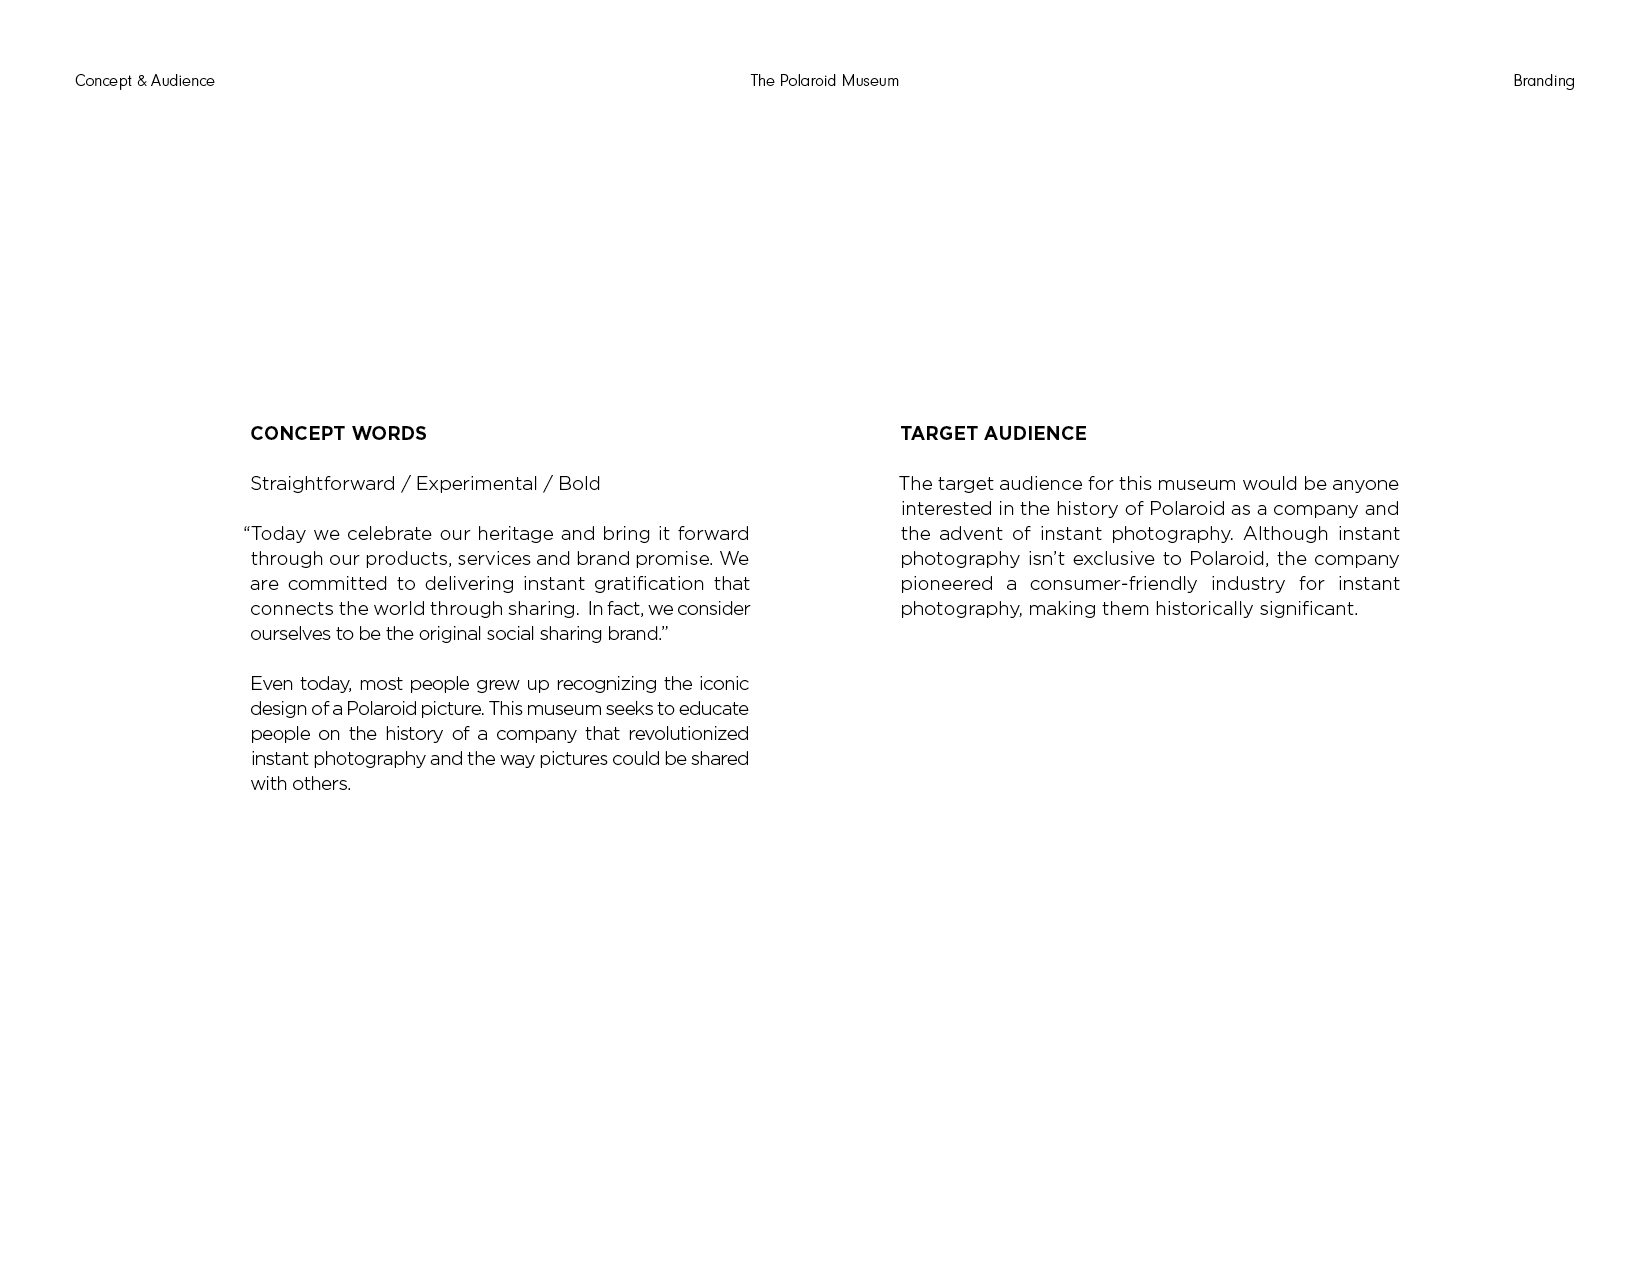 Concept & Audience
The Polaroid Museum
Branding
CONCEPT WORDS
Straightforward / Experimental / Bold
“Today we celebrate our heritage and bring it forward
through our products, services and brand promise. We
are committed to delivering instant gratification that
connects the world through sharing.  In fact, we consider
ourselves to be the original social sharing brand.”
Even today, most people grew up recognizing the iconic
design of a Polaroid picture. This museum seeks to educate
people on the history of a company that revolutionized
instant photography and the way pictures could be shared
with others.
TARGET AUDIENCE
The target audience for this museum would be anyone
interested in the history of Polaroid as a company and
the advent of instant photography. Although instant
photography isn’t exclusive to Polaroid, the company
pioneered a consumer-friendly industry for instant
photography, making them historically significant.